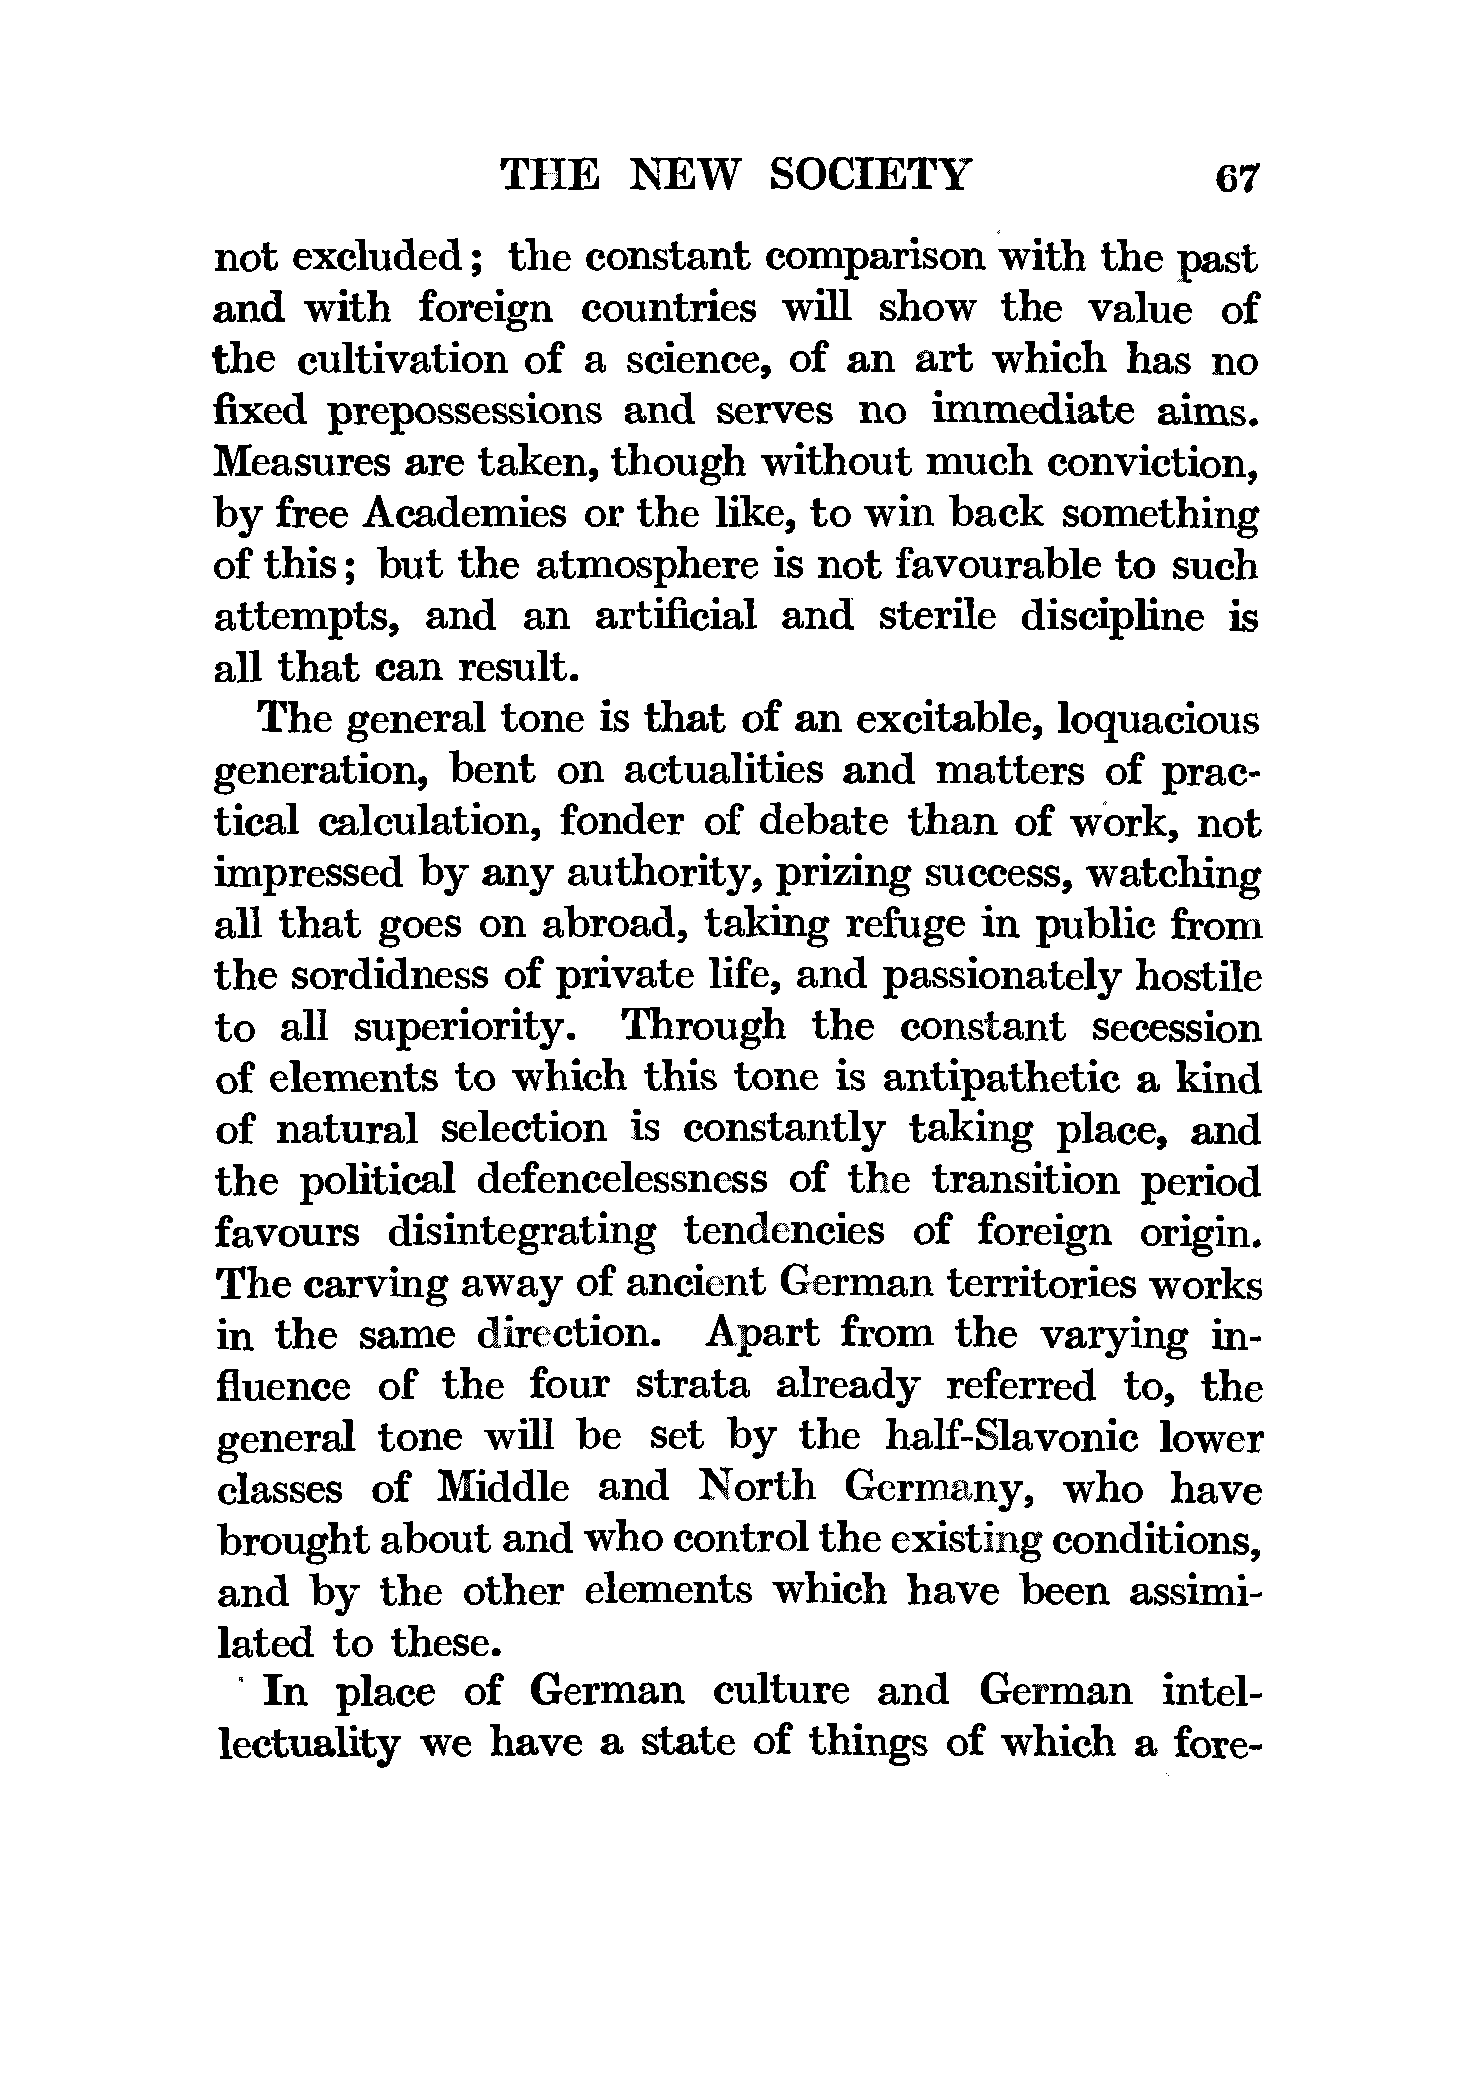 THE NEW SOCIETY 67
not excluded; the constant comparison with the past
and with foreign countries will show the value of
the cultivation of a science, of an art which has no
fixed prepossessions and serves no immediate aims.
Measures are taken, though without much conviction,
by free Academies or the like, to win back something
of this; but the atmosphere is not favourable to such
attempts, and an artificial and sterile discipline is
all that can result.
The general tone is that of an excitable, loquacious
generation, bent on actualities and matters of prac-
tical calculation, fonder of debate than of work, not
impressed by any authority, prizing success, watching
all that goes on abroad, taking refuge in public from
the sordidness of private life, and passionately hostile
to all superiority. Through the constant secession
of elements to which this tone is antipathetic a kind
of natural selection is constantly taking place, and
the political defencelessness of the transition period
favours disintegrating tendencies of foreign origin.
The carving away of ancient German territories works
in the same direction. Apart from the varying in-
fluence of the four strata already referred to, the
general tone will be set by the half-Slavonic lower
classes of Middle and North Germany, who have
brought about and who control the existing conditions,
and by the other elements which have been assimi-
lated to these.
In place of German culture and German intel-
lectuality we have a state of things of which a fore-